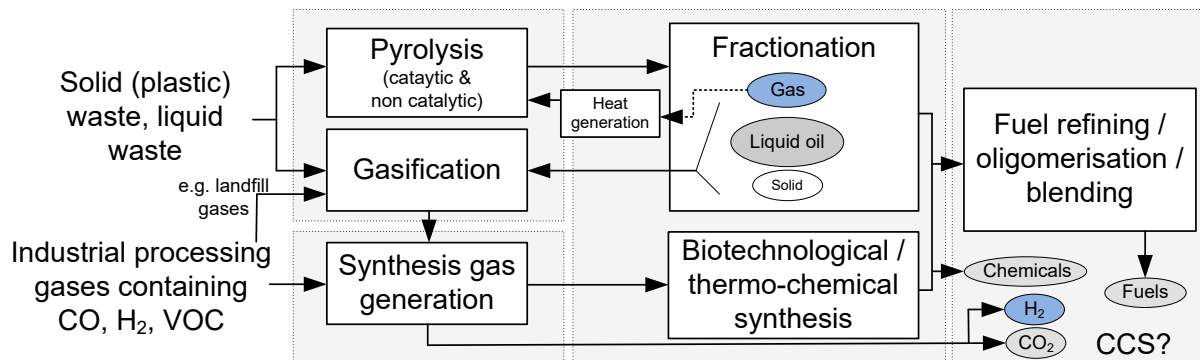 Solid (plastic)
waste, liquid
waste
e.g. landfill
gases
Industrial processing
gases containing
CO, H₂, VOC
Pyrolysis
(cataytic &
non catalytic)
Gasification
Synthesis gas
generation
Heat
generation
Fractionation
Gas
Liquid oil
Solid
Biotechnological /
thermo-chemical
synthesis
Fuel refining /
oligomerisation /
blending
Chemicals
Fuels
H₂
CO₂
CCS?